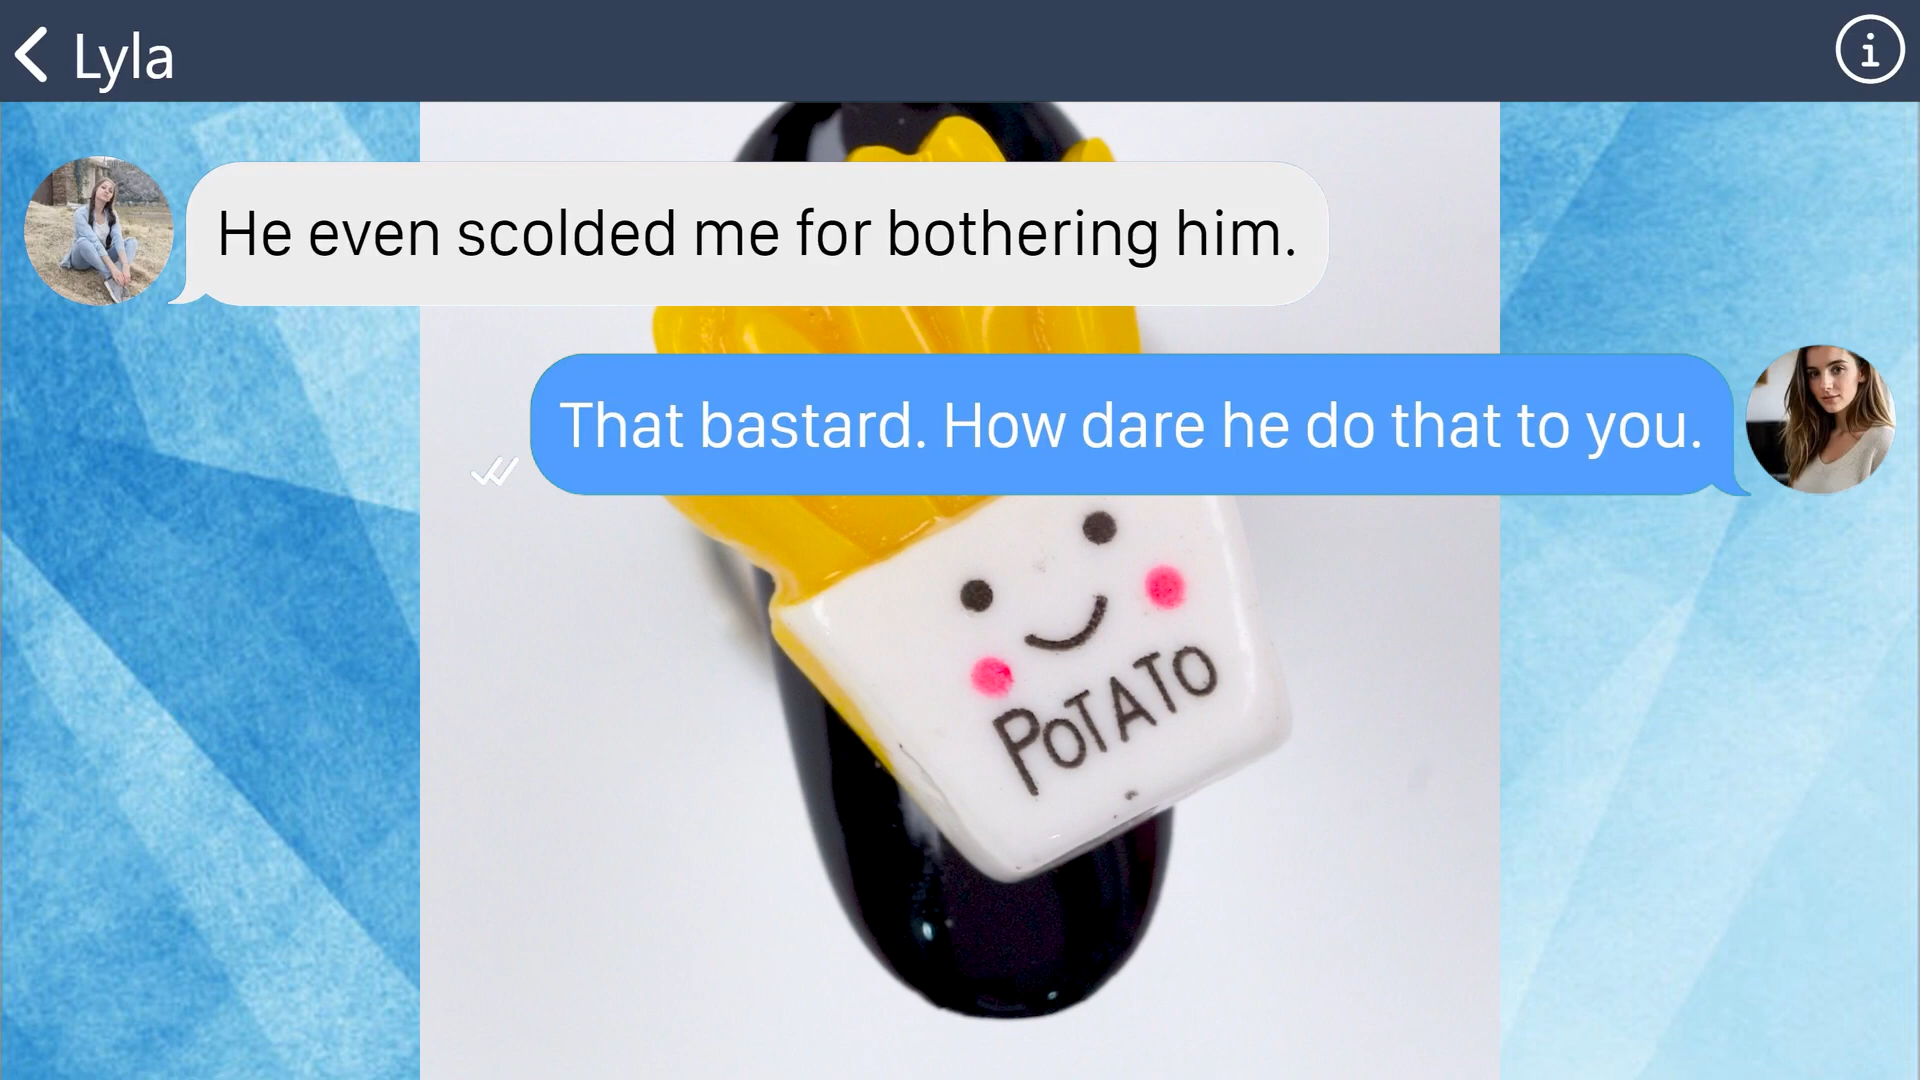 Lyla
He even scolded me for bothering him.
That bastard. How dare he do that to you.
POTATO